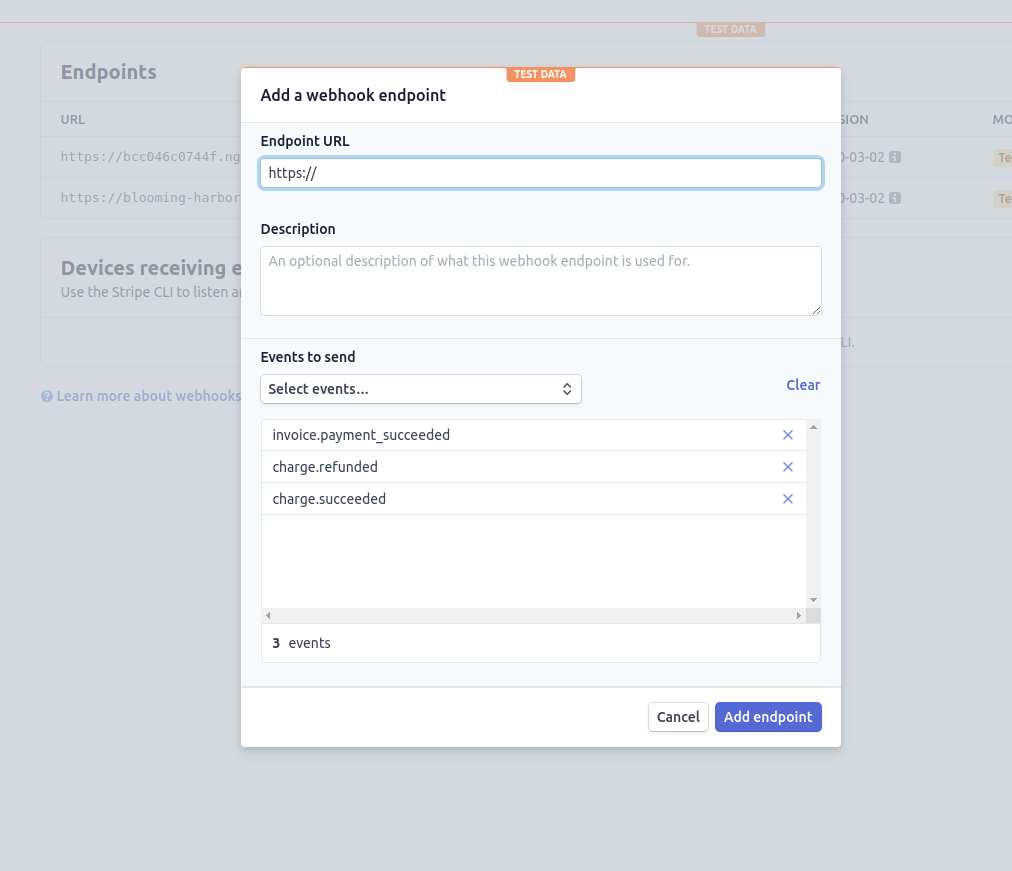 TEST DATA
Endpoints
TEST DATA
Add a webhook endpoint
URL
SION
MO
Endpoint URL
https://bcc046c0744f.ng
https://
0-03-02
Te
https://blooming-harbor
0-03-02
Te
Description
An optional description of what this webhook endpoint is used for.
Devices receiving e
Use the Stripe CLI to listen a
LI.
Events to send
Select events...
Clear
Learn more about webhooks
invoice.payment_succeeded
charge.refunded
charge.succeeded
3 events
Cancel
Add endpoint